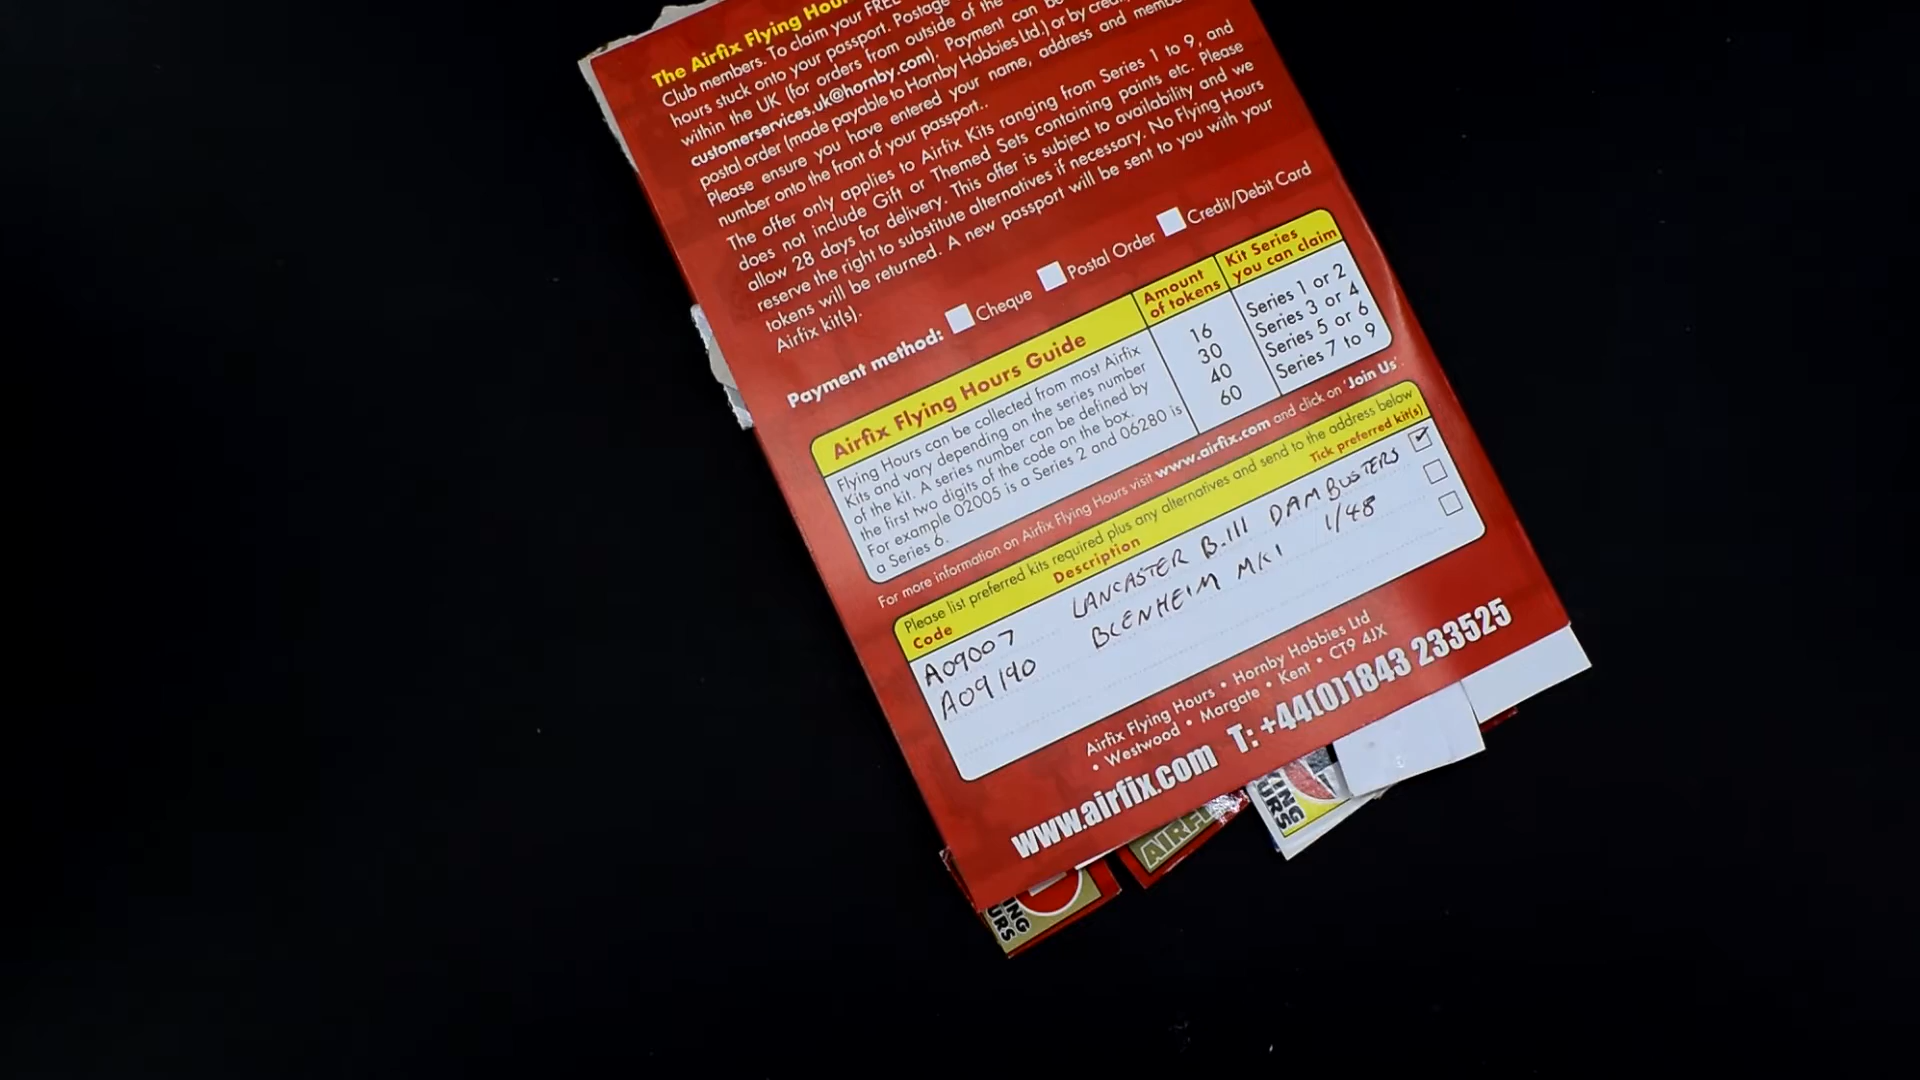 The Airfix Flying Hour
Club members. To claim your FREE
hours stuck onto your passport. Postage
within the UK (for orders from outside of the
customerservices.uk@hornby.com). Payment can be
postal order (made payable to Hornby Hobbies Ltd.) or by credi
Please ensure you have entered your name, address and membe
number onto the front of your passport..
The offer only applies to Airfix Kits ranging from Series 1 to 9, and
does not include Gift or Themed Sets containing paints etc. Please
allow 28 days for delivery. This offer is subject to availability and we
reserve the right to substitute alternatives if necessary. No Flying Hours
tokens will be returned. A new passport will be sent to you with your
Airfix kit(s).
Payment method: Cheque Postal Order Credit/Debit Card
Airfix Flying Hours Guide
Flying Hours can be collected from most Airfix
Kits and vary depending on the series number
of the kit. A series number can be defined by
the first two digits of the code on the box.
For example 02005 is a Series 2 and 06280 is
a Series 6.
Amount
of tokens
16
30
40
60
Kit Series
you can claim
Series 1 or 2
Series 3 or 4
Series 5 or 6
Series 7 to 9
For more information on Airfix Flying Hours visit www.airfix.com and click on 'Join Us'.
Please list preferred kits required plus any alternatives and send to the address below
Code Description Tick preferred kit(s)
A09007 LANCASTER B.III DAMBUSTERS
A09190 BLENHEIM MKI 1/48
Airfix Flying Hours • Hornby Hobbies Ltd
• Westwood • Margate • Kent • CT9 4JX
www.airfix.com T: +44(0)1843 233525
AIRFI
KING
URS
ING
URS